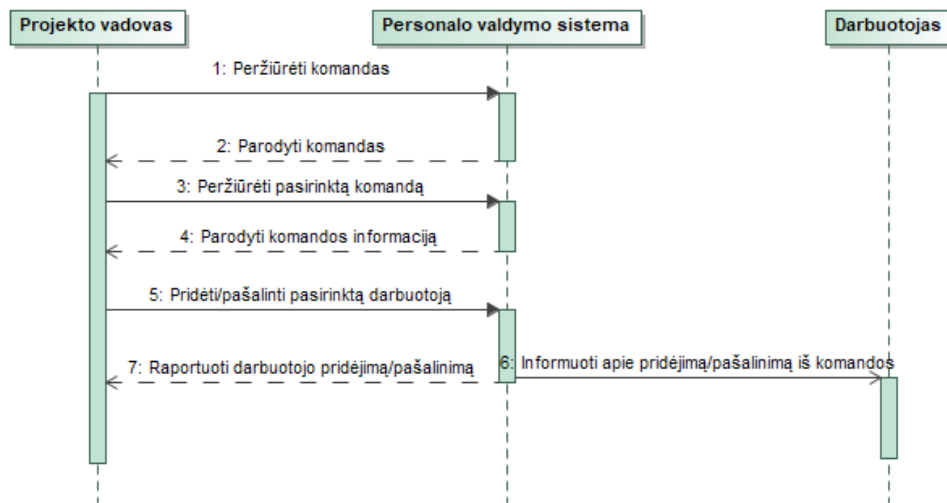 Projekto vadovas
Personalo valdymo sistema
Darbuotojas
1: Peržiūrėti komandas
2: Parodyti komandas
3: Peržiūrėti pasirinktą komandą
4: Parodyti komandos informaciją
5: Pridėti/pašalinti pasirinktą darbuotoją
7: Raportuoti darbuotojo pridėjimą/pašalinimą
6: Informuoti apie pridėjimą/pašalinimą iš komandos